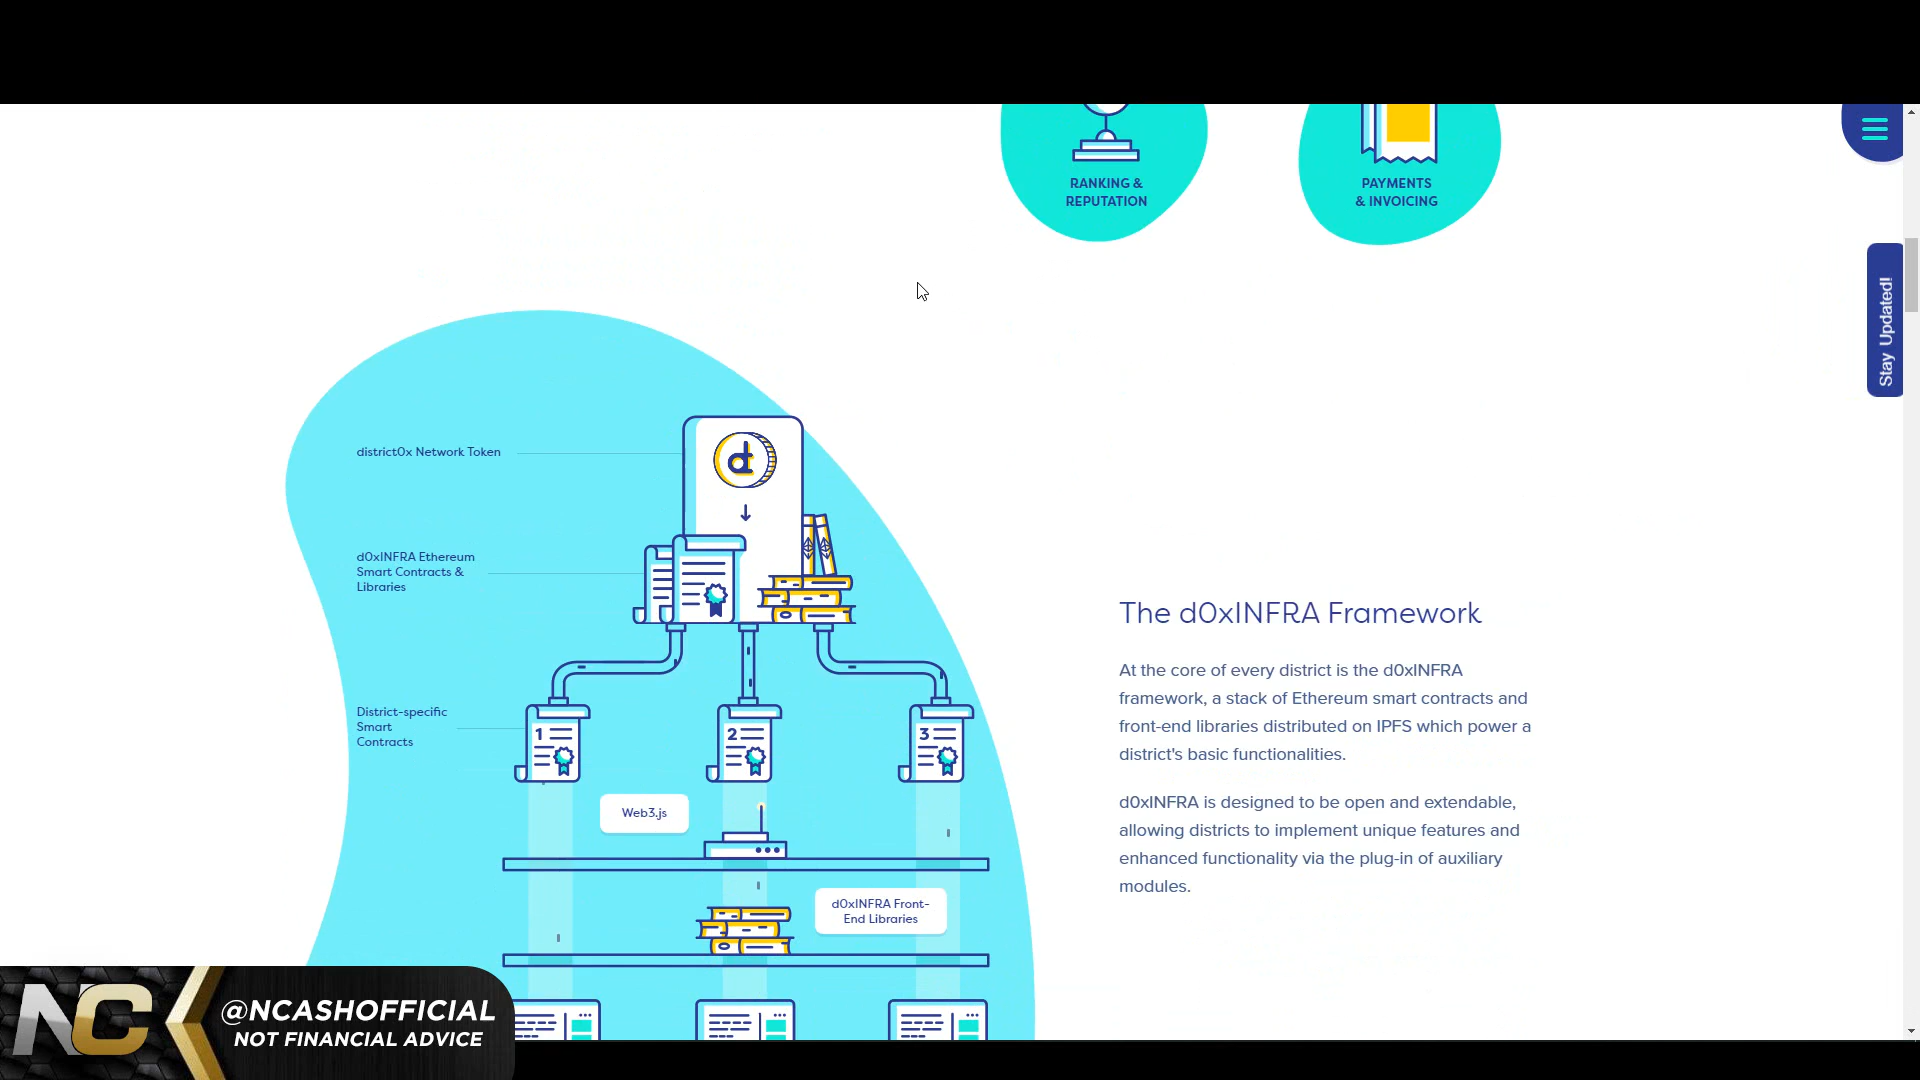 RANKING &
REPUTATION
PAYMENTS
& INVOICING
Stay Updated!
d
district0x Network Token
d0xINFRA Ethereum
Smart Contracts &
Libraries
District-specific
Smart
Contracts
1
2
3
Web3.js
d0xINFRA Front-
End Libraries
The d0xINFRA Framework
At the core of every district is the d0xINFRA
framework, a stack of Ethereum smart contracts and
front-end libraries distributed on IPFS which power a
district's basic functionalities.
d0xINFRA is designed to be open and extendable,
allowing districts to implement unique features and
enhanced functionality via the plug-in of auxiliary
modules.
NC
@NCASHOFFICIAL
NOT FINANCIAL ADVICE